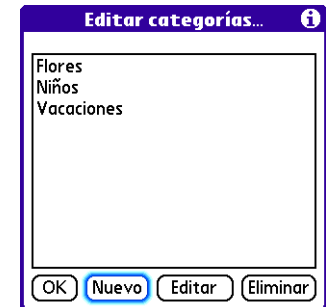 Editar categorías... i
Flores
Niños
Vacaciones
OK Nuevo Editar Eliminar